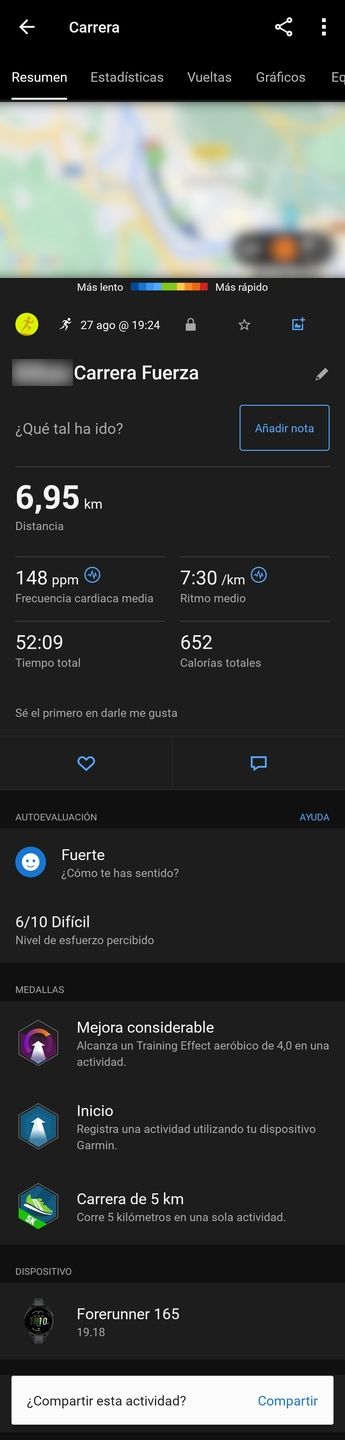 Carrera
Resumen Estadísticas Vueltas Gráficos Eq
Más lento Más rápido
27 ago @ 19:24
Carrera Fuerza
¿Qué tal ha ido? Añadir nota
6,95 km
Distancia
148 ppm 7:30 /km
Frecuencia cardiaca media Ritmo medio
52:09 652
Tiempo total Calorías totales
Sé el primero en darle me gusta
AUTOEVALUACIÓN AYUDA
Fuerte
¿Cómo te has sentido?
6/10 Difícil
Nivel de esfuerzo percibido
MEDALLAS
Mejora considerable
Alcanza un Training Effect aeróbico de 4,0 en una
actividad.
Inicio
Registra una actividad utilizando tu dispositivo
Garmin.
5K
Carrera de 5 km
Corre 5 kilómetros en una sola actividad.
DISPOSITIVO
Forerunner 165
19.18
¿Compartir esta actividad? Compartir